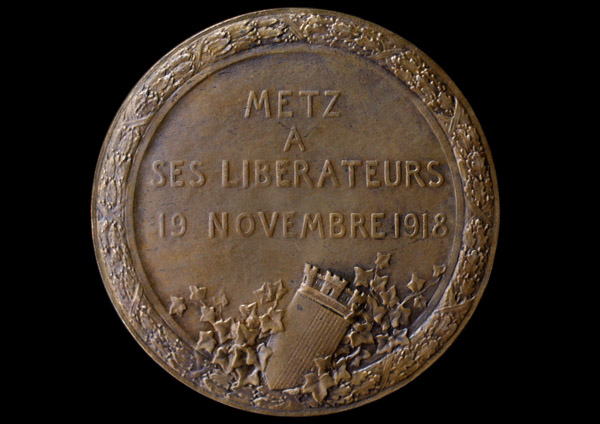 METZ
A
SES LIBERATEURS
19 NOVEMBRE 1918